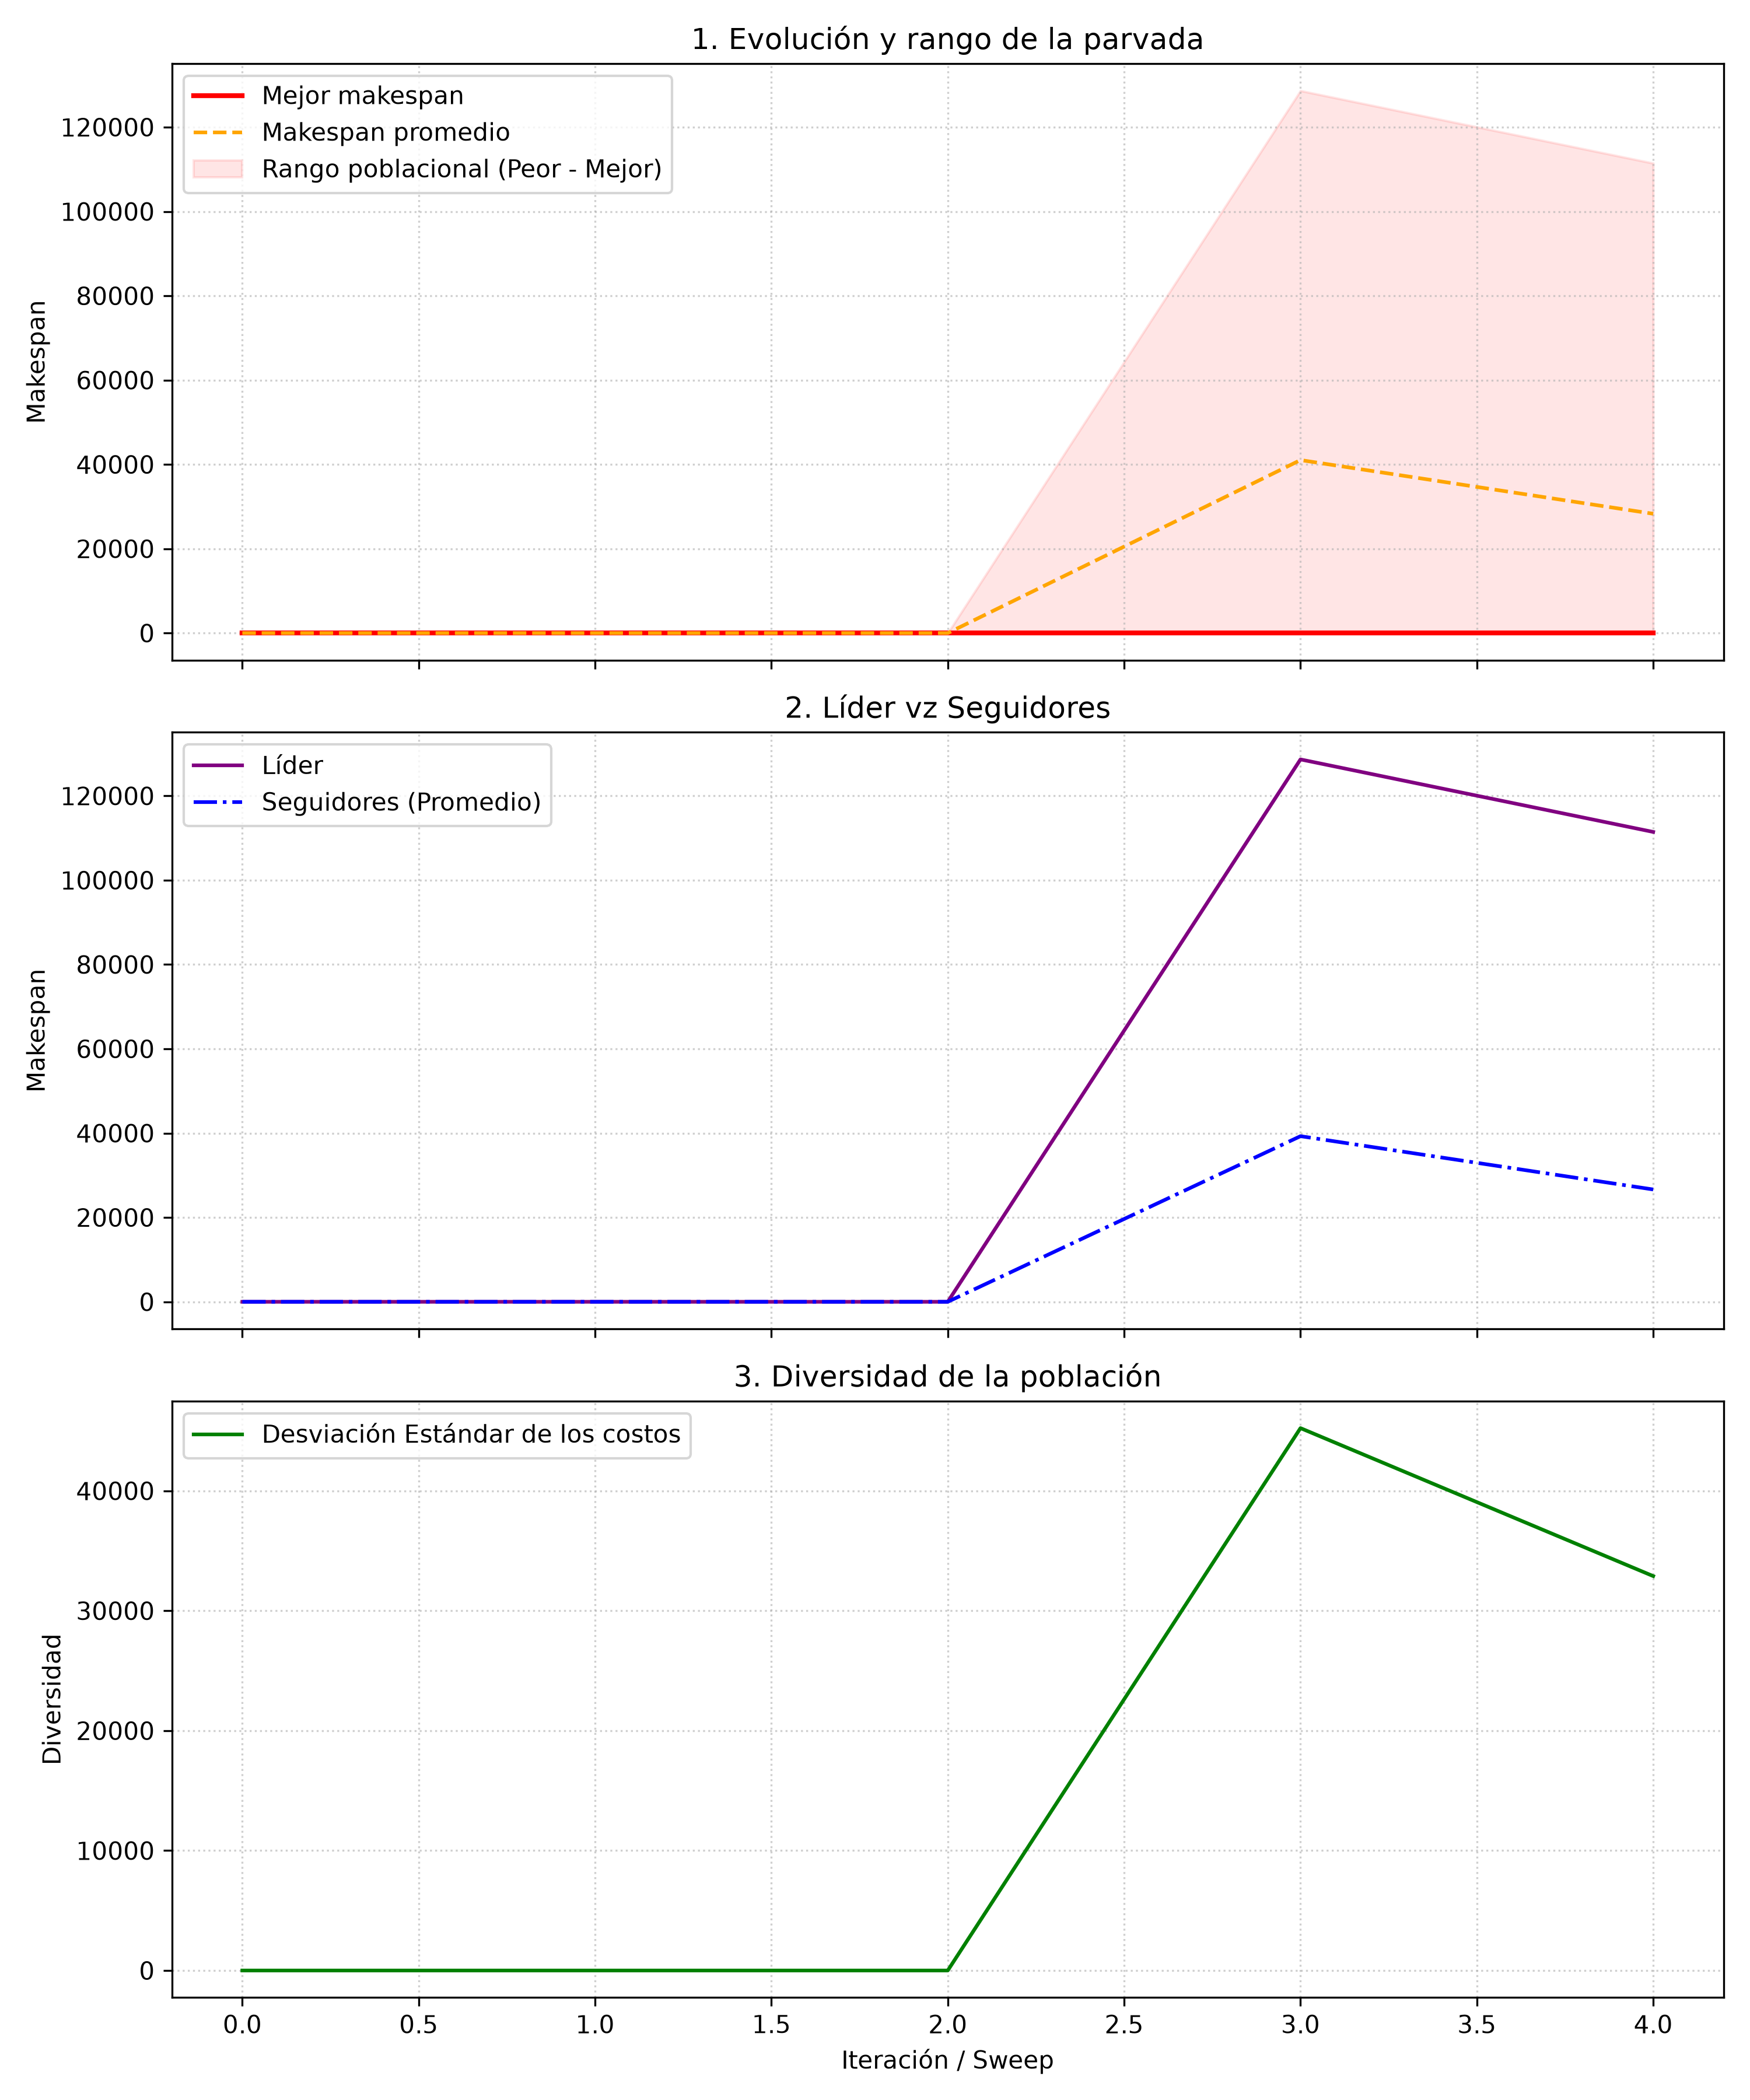 1. Evolución y rango de la parvada
Mejor makespan
Makespan promedio
Rango poblacional (Peor - Mejor)
120000
100000
80000
60000
40000
20000
0
Makespan
2. Líder vz Seguidores
Líder
Seguidores (Promedio)
120000
100000
80000
60000
40000
20000
0
Makespan
3. Diversidad de la población
Desviación Estándar de los costos
40000
30000
20000
10000
0
Diversidad
0.0 0.5 1.0 1.5 2.0 2.5 3.0 3.5 4.0
Iteración / Sweep